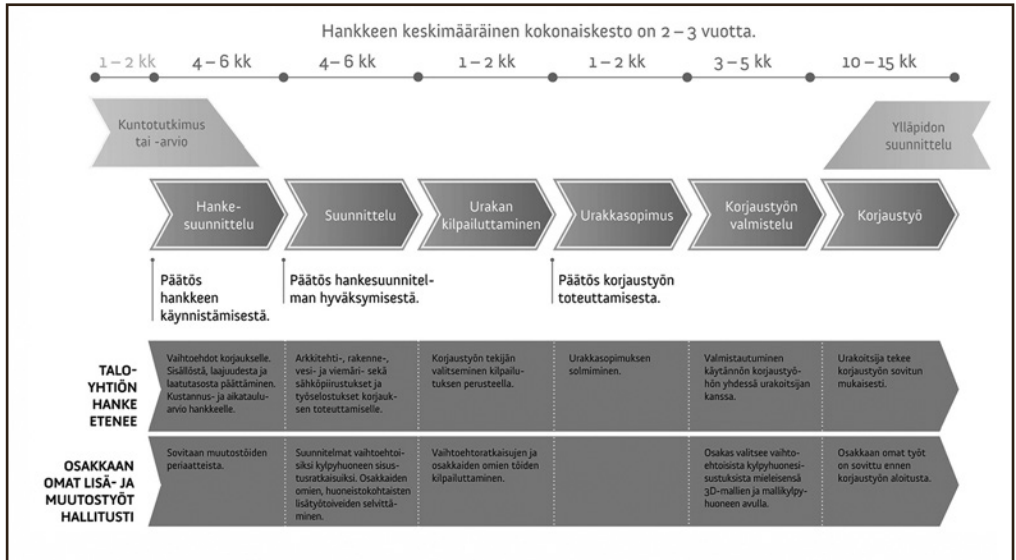 Hankkeen keskimääräinen kokonaiskesto on 2 – 3 vuotta.
1 – 2 kk
4 – 6 kk
4 – 6 kk
1 – 2 kk
1 – 2 kk
3 – 5 kk
10 – 15 kk
Kuntotutkimus
tai -arvio
Ylläpidon
suunnittelu
Hanke-
suunnittelu
Suunnittelu
Urakan
kilpailuttaminen
Urakkasopimus
Korjaustyön
valmistelu
Korjaustyö
Päätös
hankkeen
käynnistämisestä.
Päätös hankesuunnitel-
man hyväksymisestä.
Päätös korjaustyön
toteuttamisesta.
TALO-
YHTIÖN
HANKE
ETENEE
Vaihtoehdot korjaukselle.
Sisällöstä, laajuudesta ja
laatutasosta päättäminen.
Kustannus- ja aikataulu-
arvio hankkeelle.
Arkkitehti-, rakenne-,
vesi- ja viemäri- sekä
sähköpiirustukset ja
työselostukset korjauk-
sen toteuttamiselle.
Korjaustyön tekijän
valitseminen kilpailu-
tuksen perusteella.
Urakkasopimuksen
solmiminen.
Valmistautuminen
käytännön korjaustyö-
hön yhdessä urakoitsijan
kanssa.
Urakoitsija tekee
korjaustyön sovitun
mukaisesti.
OSAKKAAN
OMAT LISÄ- JA
MUUTOSTYÖT
HALLITUSTI
Sovitaan muutostöiden
periaatteista.
Suunnitelmat vaihtoehtoi-
siksi kylpyhuoneen sisus-
tusratkaisuiksi. Osakkaiden
omien, huoneistokohtaisten
lisätyötoiveiden selvittä-
minen.
Vaihtoehtoratkaisujen ja
osakkaiden omien töiden
kilpailuttaminen.
Osakas valitsee vaihto-
ehtoisista kylpyhuonesi-
sustuksista mieleisensä
3D-mallien ja mallikylpy-
huoneen avulla.
Osakkaan omat työt
on sovittu ennen
korjaustyön aloitusta.